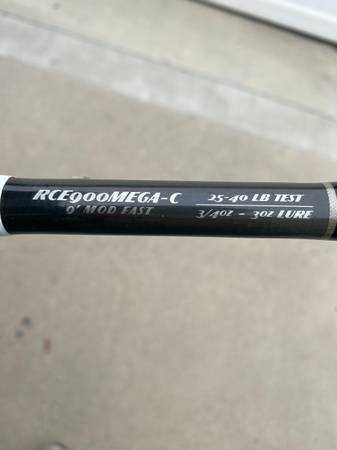 RCE900MEGA-C
9' MOD FAST
25-40 LB TEST
3/4oz - 3oz LURE